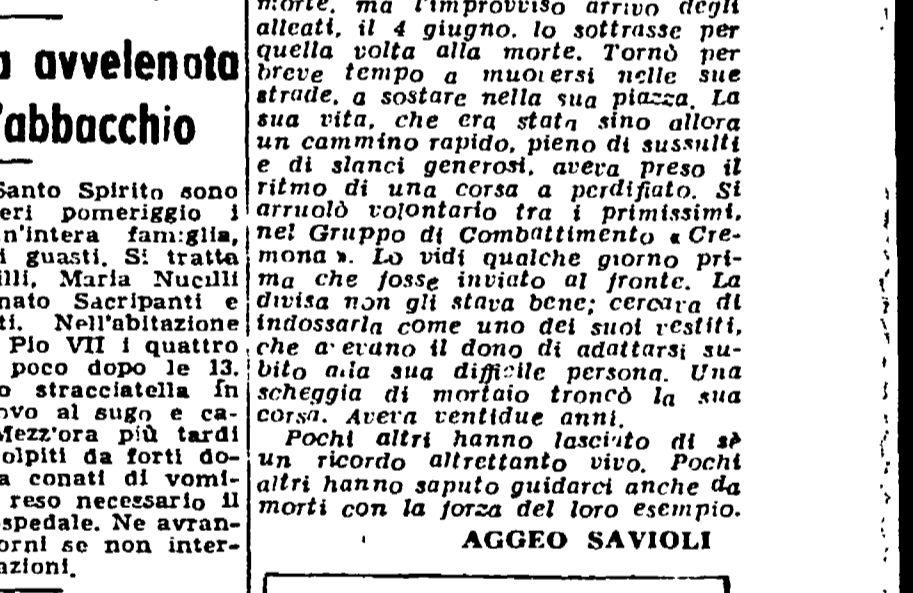 a avvelenata
l'abbacchio
Santo Spirito sono
eri pomeriggio i
n'intera famiglia,
i guasti. Si tratta
illi, Maria Nucilli
nato Sacripanti e
ti. Nell'abitazione
Pio VII i quattro
poco dopo le 13.
o stracciatella in
ovo al sugo e ca-
Mezz'ora più tardi
olpiti da forti do-
a conati di vomi-
reso necessario il
spedale. Ne avran-
orni se non inter-
azioni.
morte, ma l'improvviso arrivo degli
alleati, il 4 giugno, lo sottrasse per
quella volta alla morte. Tornò per
breve tempo a muoversi nelle sue
strade, a sostare nella sua piazza. La
sua vita, che era stata sino allora
un cammino rapido, pieno di sussulti
e di slanci generosi, aveva preso il
ritmo di una corsa a perdifiato. Si
arruolò volontario tra i primissimi,
nel Gruppo di Combattimento « Cre-
mona ». Lo vidi qualche giorno pri-
ma che fosse inviato al fronte. La
divisa non gli stava bene; cercava di
indossarla come uno dei suoi vestiti,
che avevano il dono di adattarsi su-
bito alla sua difficile persona. Una
scheggia di mortaio troncò la sua
corsa. Aveva ventidue anni.
Pochi altri hanno lasciato di sè
un ricordo altrettanto vivo. Pochi
altri hanno saputo guidarci anche da
morti con la forza del loro esempio.
AGGEO SAVIOLI